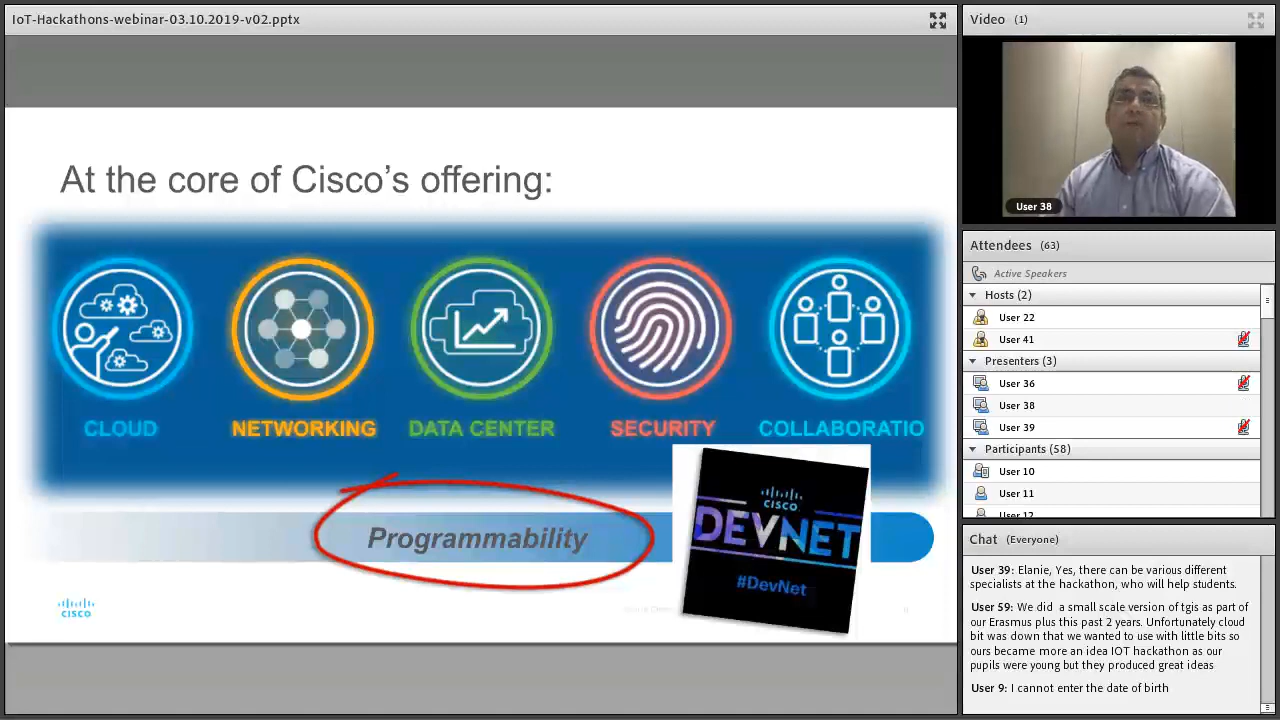 IoT-Hackathons-webinar-03.10.2019-v02.pptx
At the core of Cisco's offering:
CLOUD
NETWORKING
DATA CENTER
SECURITY
COLLABORATIO
Programmability
CISCO
DEVNET
#DevNet
CISCO
Video (1)
User 38
Attendees (63)
Active Speakers
Hosts (2)
User 22
User 41
Presenters (3)
User 36
User 38
User 39
Participants (58)
User 10
User 11
User 12
Chat (Everyone)
User 39: Elanie, Yes, there can be various different
specialists at the hackathon, who will help students.
User 59: We did a small scale version of tgis as part of
our Erasmus plus this past 2 years. Unfortunately cloud
bit was down that we wanted to use with little bits so
ours became more an idea IOT hackathon as our
pupils were young but they produced great ideas
User 9: I cannot enter the date of birth